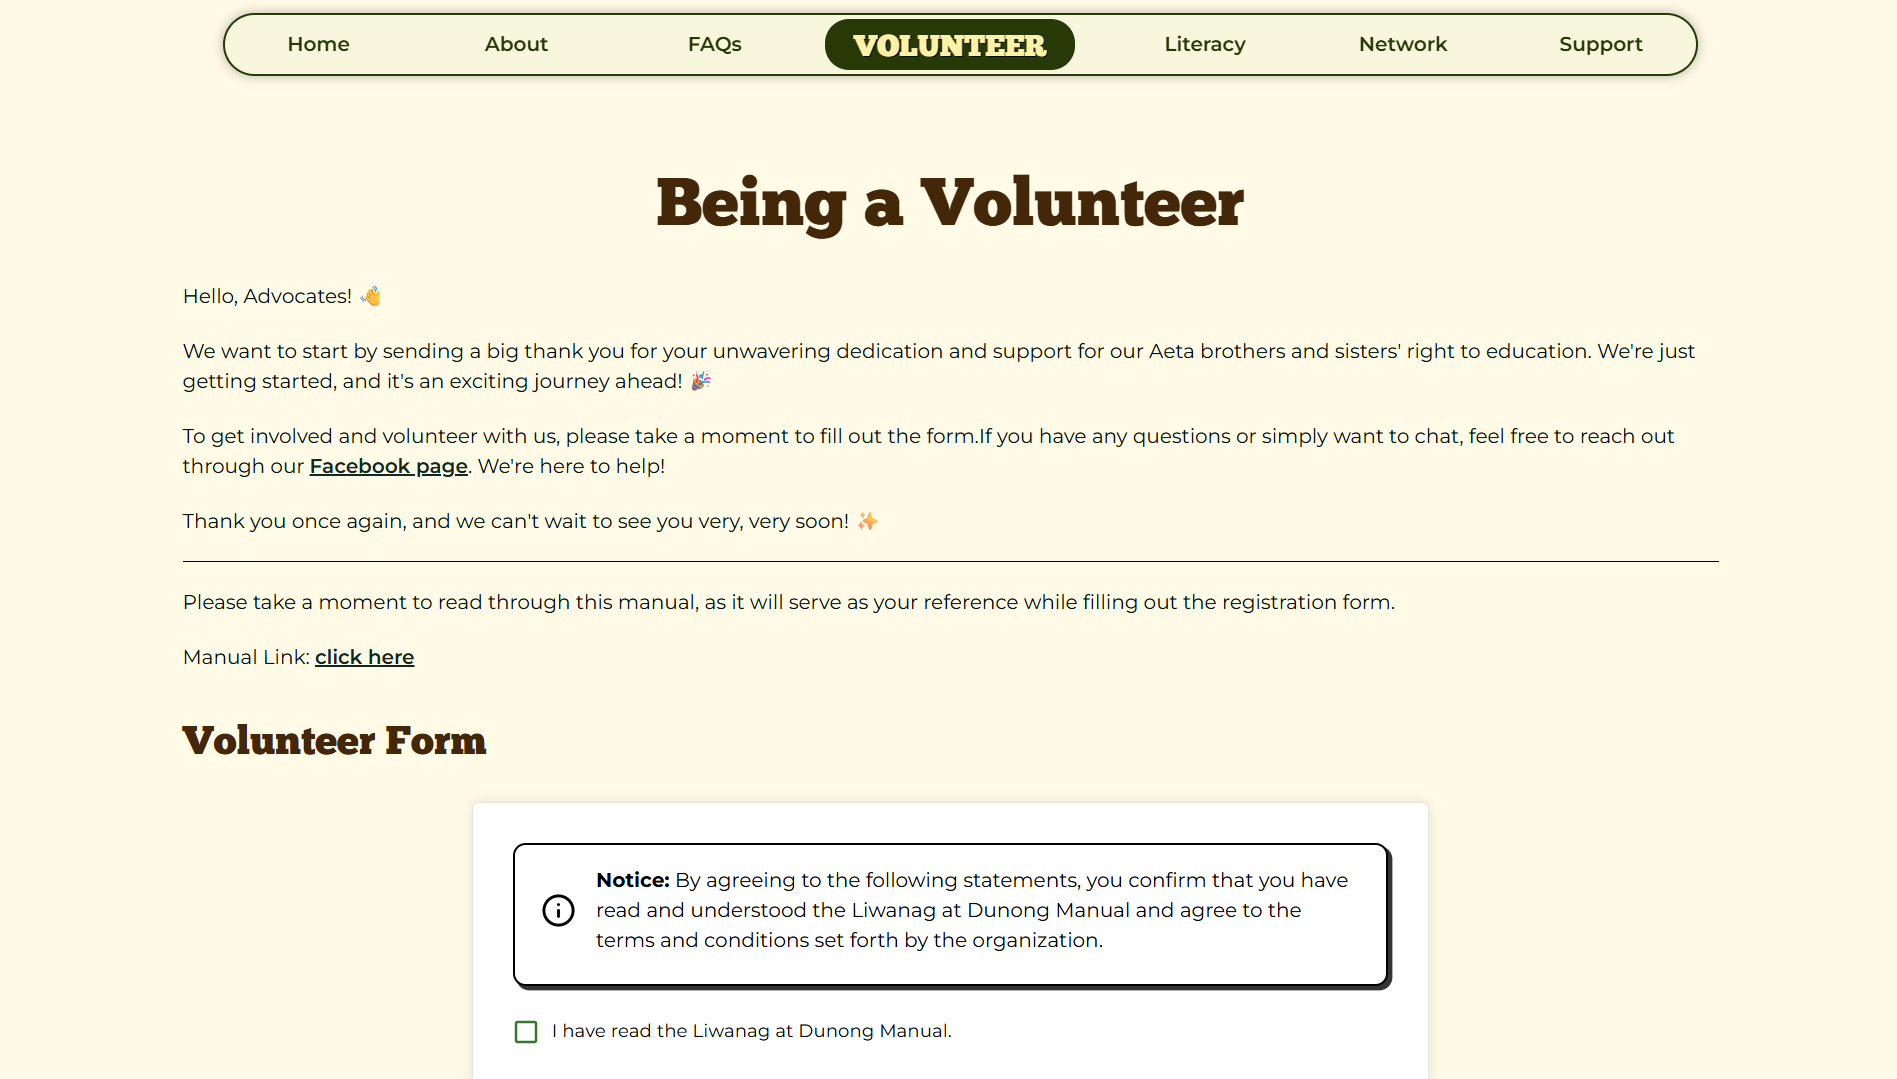 Home About FAQs VOLUNTEER Literacy Network Support
Being a Volunteer
Hello, Advocates! 👋
We want to start by sending a big thank you for your unwavering dedication and support for our Aeta brothers and sisters' right to education. We're just
getting started, and it's an exciting journey ahead! 🎉
To get involved and volunteer with us, please take a moment to fill out the form.If you have any questions or simply want to chat, feel free to reach out
through our Facebook page. We're here to help!
Thank you once again, and we can't wait to see you very, very soon! ✨
Please take a moment to read through this manual, as it will serve as your reference while filling out the registration form.
Manual Link: click here
Volunteer Form
Notice: By agreeing to the following statements, you confirm that you have
read and understood the Liwanag at Dunong Manual and agree to the
terms and conditions set forth by the organization.
I have read the Liwanag at Dunong Manual.